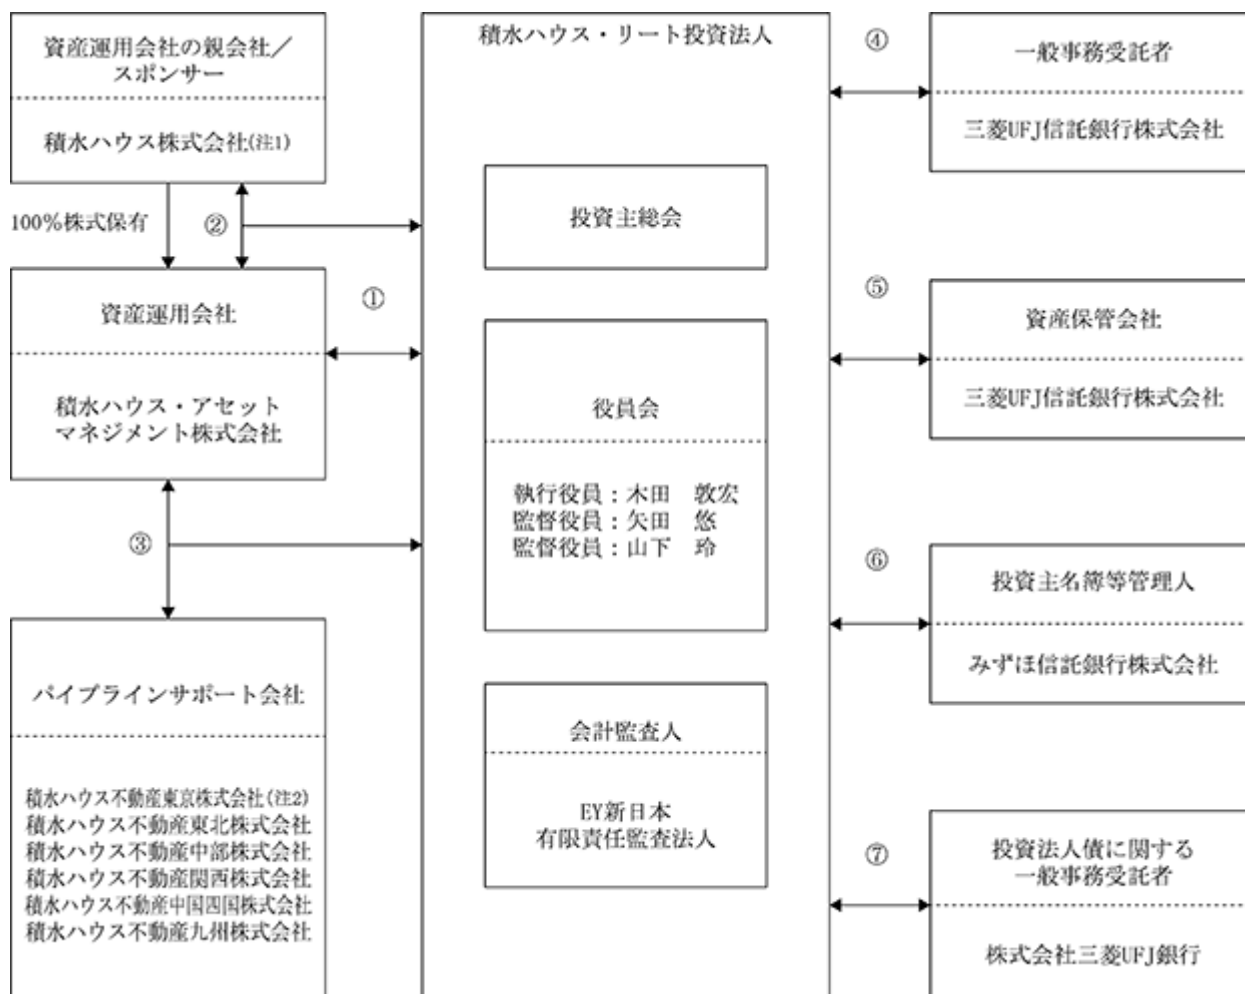 資産運用会社の親会社／
スポンサー
積水ハウス株式会社(注1)
100%株式保有
②
資産運用会社
積水ハウス・アセット
マネジメント株式会社
①
③
パイプラインサポート会社
積水ハウス不動産東京株式会社(注2)
積水ハウス不動産東北株式会社
積水ハウス不動産中部株式会社
積水ハウス不動産関西株式会社
積水ハウス不動産中国四国株式会社
積水ハウス不動産九州株式会社
積水ハウス・リート投資法人
投資主総会
役員会
執行役員：木田　敦宏
監督役員：矢田　悠
監督役員：山下　玲
会計監査人
EY新日本
有限責任監査法人
④
一般事務受託者
三菱UFJ信託銀行株式会社
⑤
資産保管会社
三菱UFJ信託銀行株式会社
⑥
投資主名簿等管理人
みずほ信託銀行株式会社
⑦
投資法人債に関する
一般事務受託者
株式会社三菱UFJ銀行